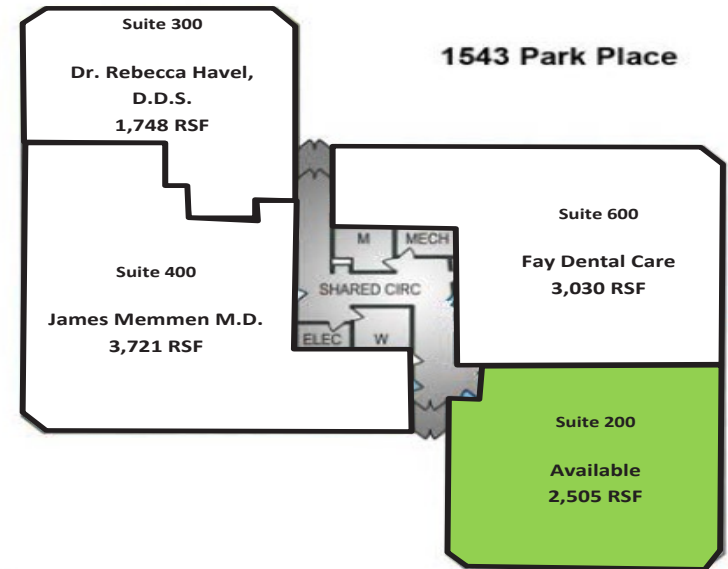 Suite 300
Dr. Rebecca Havel,
D.D.S.
1,748 RSF
1543 Park Place
Suite 400
James Memmen M.D.
3,721 RSF
M
MECH
SHARED CIRC
ELEC
W
Suite 600
Fay Dental Care
3,030 RSF
Suite 200
Available
2,505 RSF